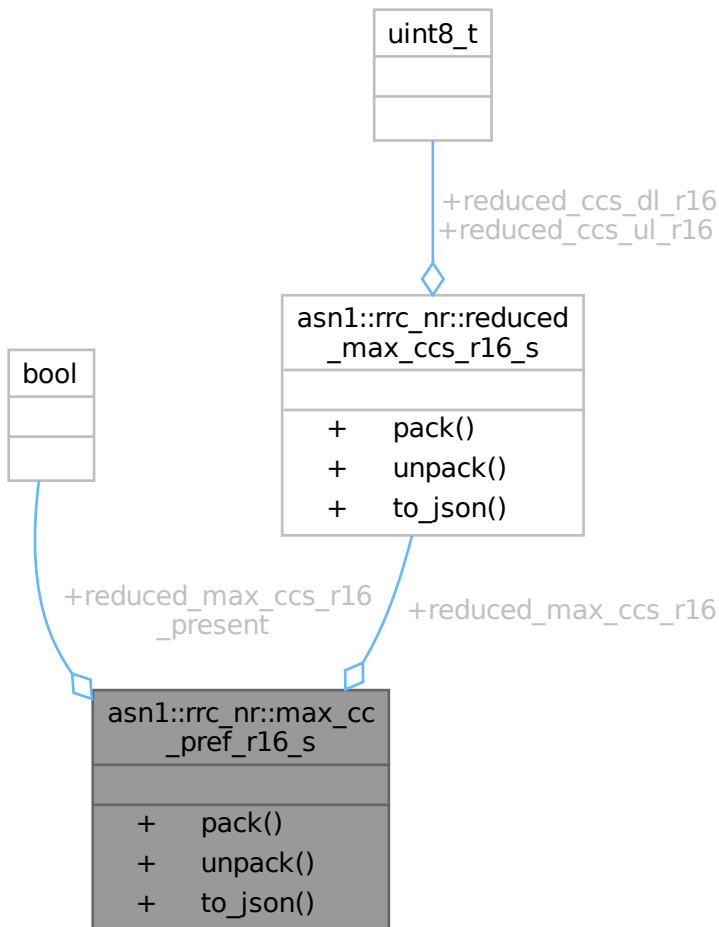 uint8_t
+reduced_ccs_dl_r16
+reduced_ccs_ul_r16
asn1::rrc_nr::reduced
_max_ccs_r16_s
+ pack()
+ unpack()
+ to_json()
bool
+reduced_max_ccs_r16
_present
+reduced_max_ccs_r16
asn1::rrc_nr::max_cc
_pref_r16_s
+ pack()
+ unpack()
+ to_json()